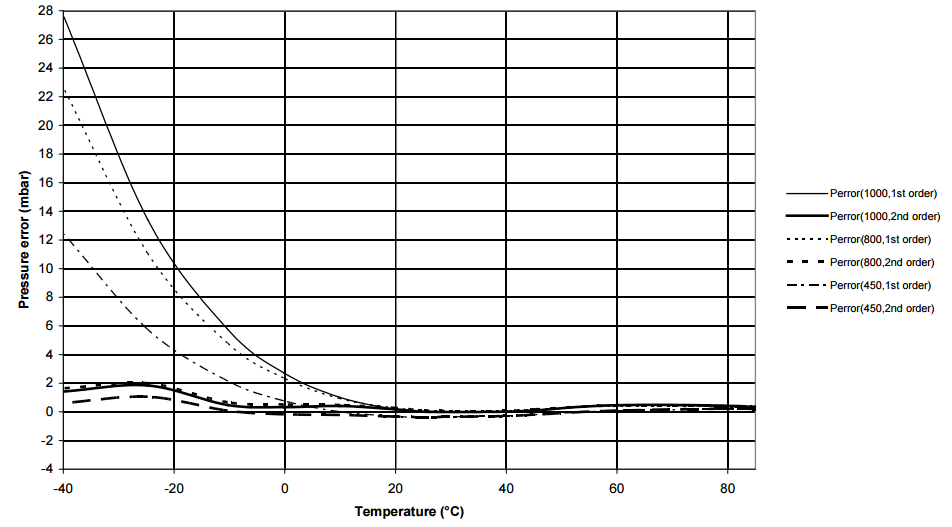 28
26
24
22
20
18
16
14
12
10
8
6
4
2
0
-2
-4
Pressure error (mbar)
-40 -20 0 20 40 60 80
Temperature (°C)
Perror(1000,1st order)
Perror(1000,2nd order)
Perror(800,1st order)
Perror(800,2nd order)
Perror(450,1st order)
Perror(450,2nd order)